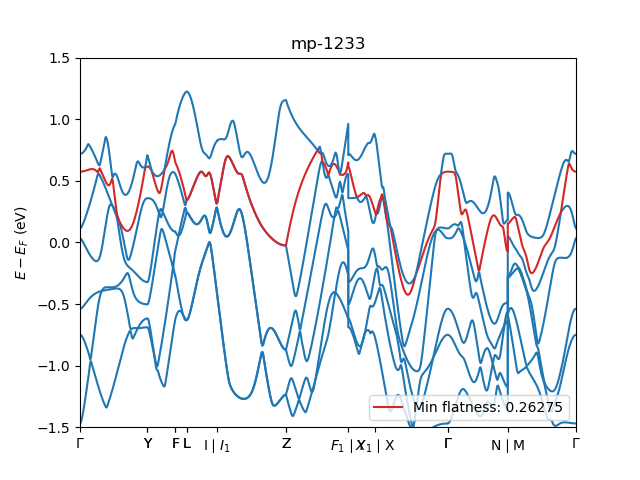 mp-1233
1.5
1.0
0.5
0.0
−0.5
−1.0
−1.5
E − E_F (eV)
Γ Y F L I | I₁ Z F₁ | X X₁ | X Γ N | M Γ
Min flatness: 0.26275